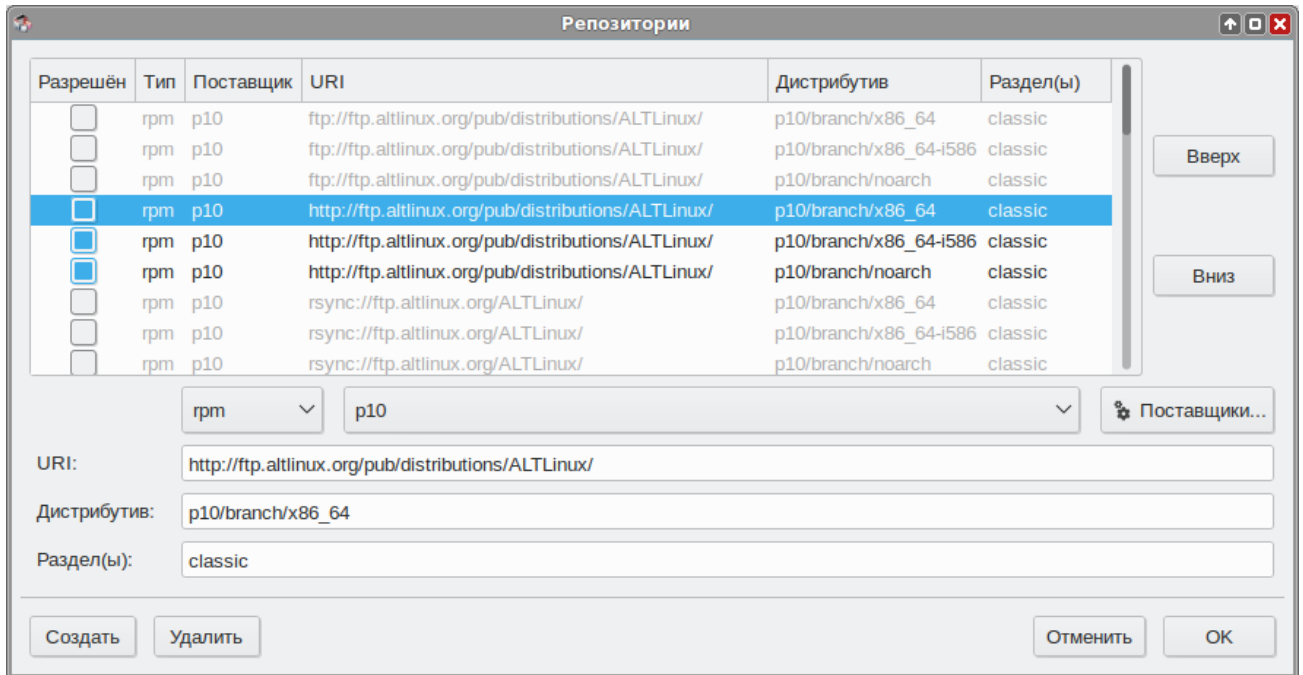 Репозитории
Разрешён Тип Поставщик URI Дистрибутив Раздел(ы)
rpm p10 ftp://ftp.altlinux.org/pub/distributions/ALTLinux/ p10/branch/x86_64 classic
rpm p10 ftp://ftp.altlinux.org/pub/distributions/ALTLinux/ p10/branch/x86_64-i586 classic
rpm p10 ftp://ftp.altlinux.org/pub/distributions/ALTLinux/ p10/branch/noarch classic
rpm p10 http://ftp.altlinux.org/pub/distributions/ALTLinux/ p10/branch/x86_64 classic
rpm p10 http://ftp.altlinux.org/pub/distributions/ALTLinux/ p10/branch/x86_64-i586 classic
rpm p10 http://ftp.altlinux.org/pub/distributions/ALTLinux/ p10/branch/noarch classic
rpm p10 rsync://ftp.altlinux.org/ALTLinux/ p10/branch/x86_64 classic
rpm p10 rsync://ftp.altlinux.org/ALTLinux/ p10/branch/x86_64-i586 classic
rpm p10 rsync://ftp.altlinux.org/ALTLinux/ p10/branch/noarch classic
Вверх
Вниз
rpm p10 Поставщики...
URI: http://ftp.altlinux.org/pub/distributions/ALTLinux/
Дистрибутив: p10/branch/x86_64
Раздел(ы): classic
Создать Удалить Отменить OK